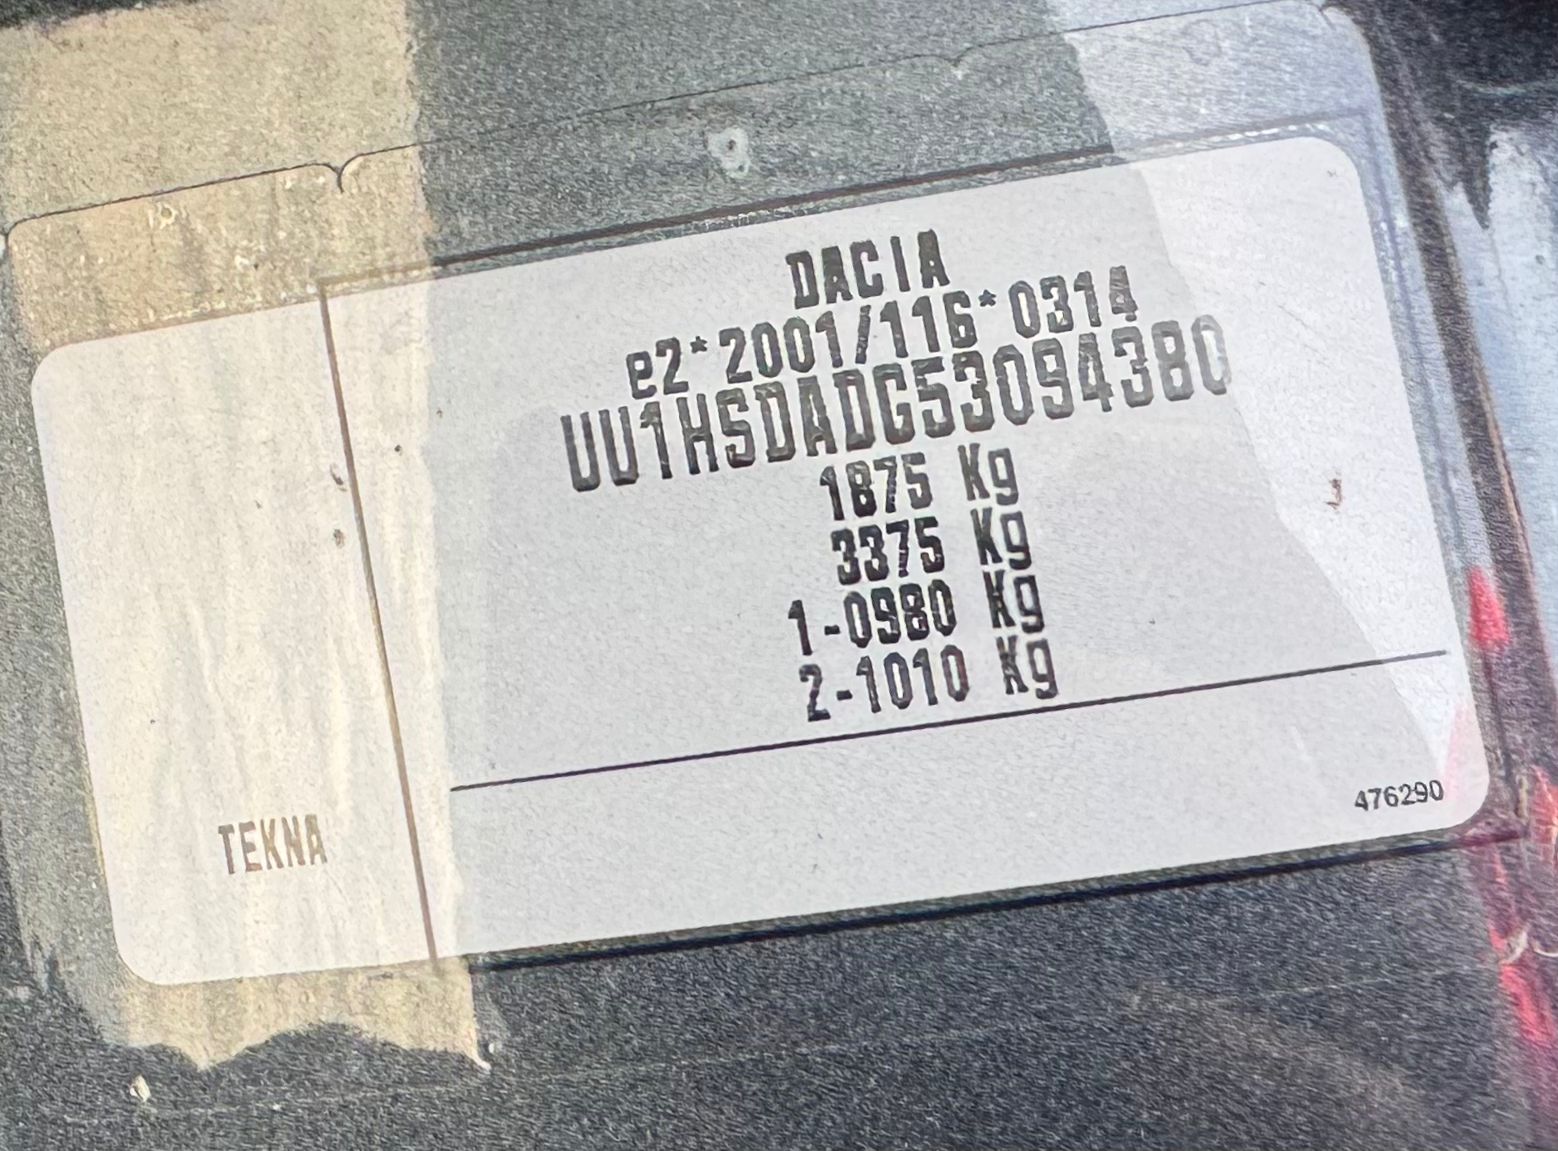 DACIA
e2*2001/116*0314
UU1HSDADG53094380
1875 Kg
3375 Kg
1-0980 Kg
2-1010 Kg
476290
TEKNA